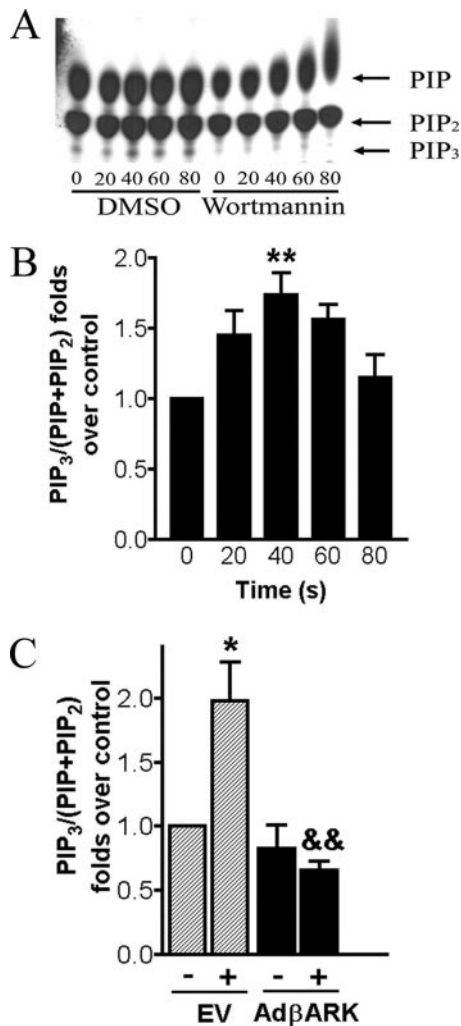 A
PIP
PIP₂
PIP₃
0 20 40 60 80 0 20 40 60 80
DMSO Wortmannin
B
PIP₃/(PIP+PIP₂) folds
over control
2.0
1.5
1.0
0.5
0.0
**
0 20 40 60 80
Time (s)
C
PIP₃/(PIP+PIP₂)
folds over control
2.0
1.0
0.5
0.0
*
&&
- + - +
EV AdβARK